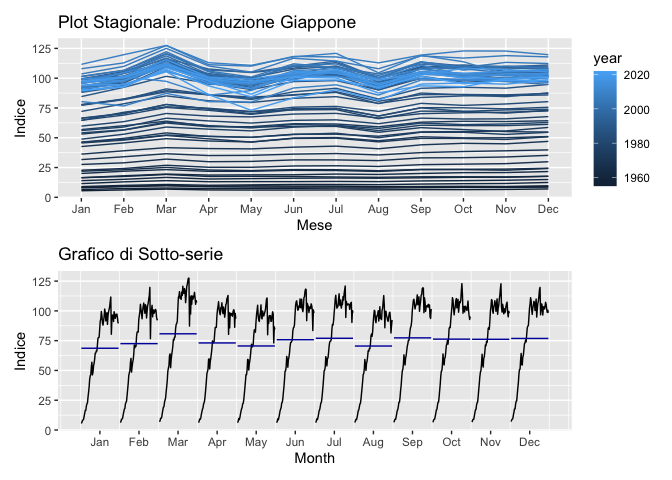 Plot Stagionale: Produzione Giappone
125
100
75
50
25
0
Indice
Jan Feb Mar Apr May Jun Jul Aug Sep Oct Nov Dec
Mese
year
2020
2000
1980
1960
Grafico di Sotto-serie
125
100
75
50
25
0
Indice
Jan Feb Mar Apr May Jun Jul Aug Sep Oct Nov Dec
Month